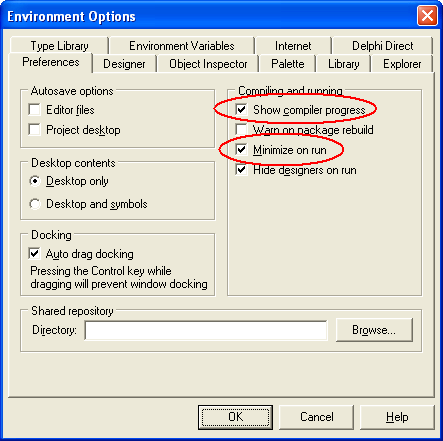 Environment Options
Type Library Environment Variables Internet Delphi Direct
Preferences Designer Object Inspector Palette Library Explorer
Autosave options
Editor files
Project desktop
Desktop contents
Desktop only
Desktop and symbols
Docking
Auto drag docking
Pressing the Control key while
dragging will prevent window docking
Compiling and running
Show compiler progress
Warn on package rebuild
Minimize on run
Hide designers on run
Shared repository
Directory: Browse...
OK Cancel Help